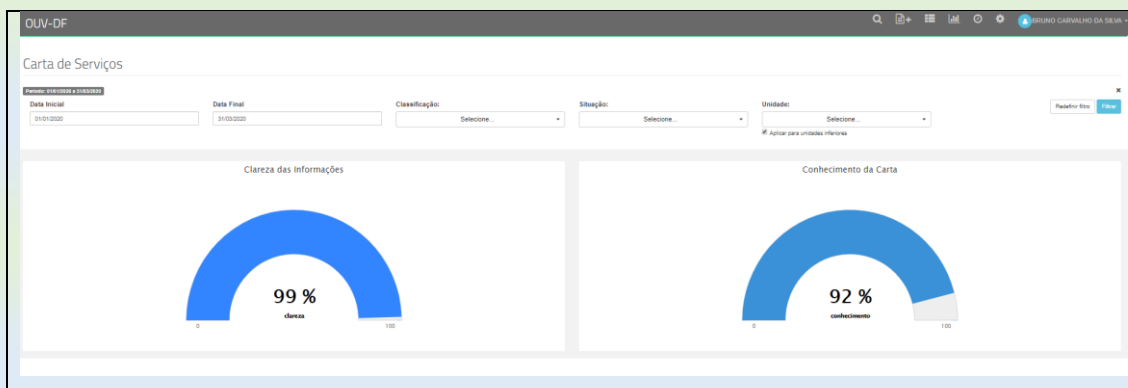 OUV-DF
BRUNO CARVALHO DA SILVA
Carta de Serviços
Período: 01/01/2020 a 31/03/2020
Data Inicial Data Final Classificação: Situação: Unidade:
01/01/2020 31/03/2020 Selecione... Selecione... Selecione... Redefinir filtro Filtrar
Aplicar para unidades inferiores
Clareza das Informações
99 %
clareza
0 100
Conhecimento da Carta
92 %
conhecimento
0 100